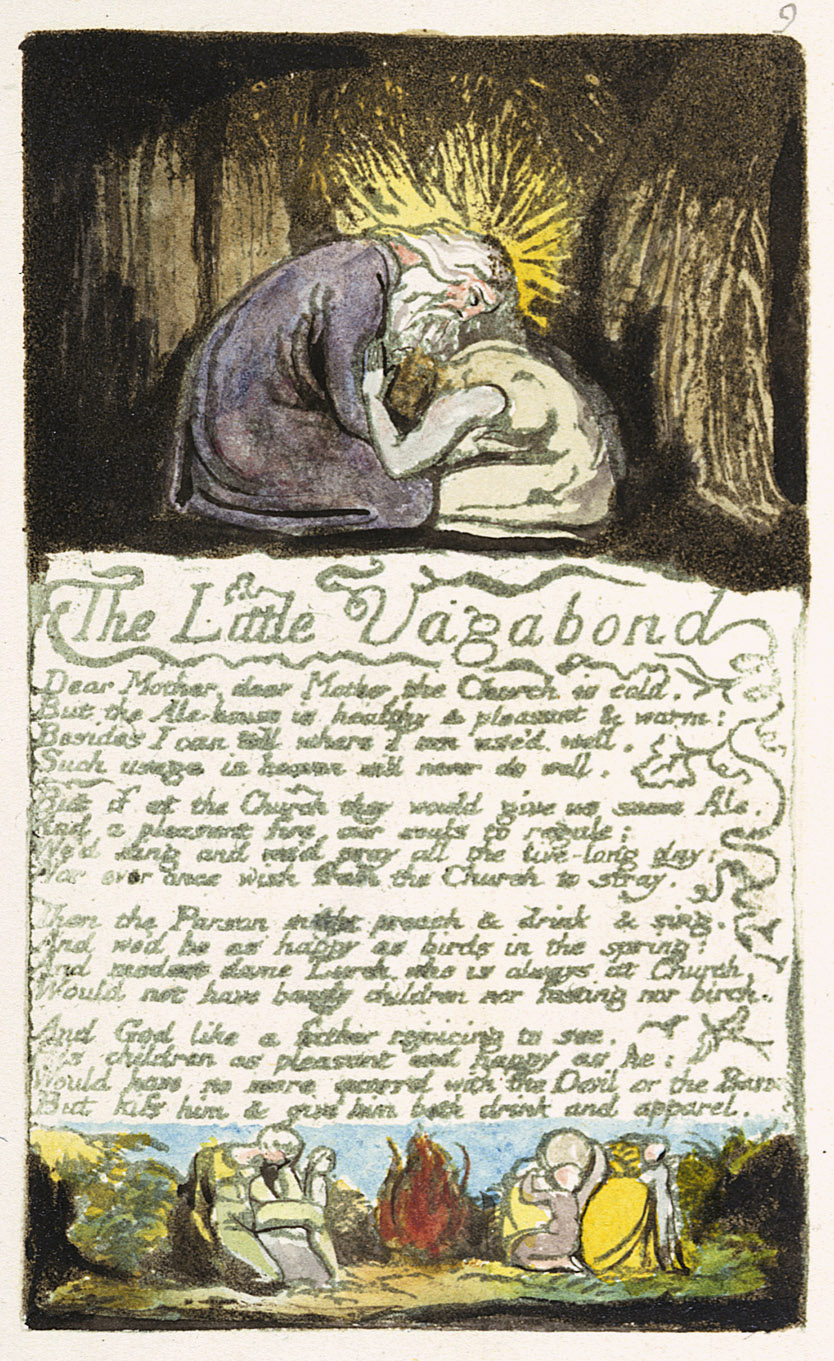 9
The Little Vagabond
Dear Mother, dear Mother, the Church is cold.
But the Ale-house is healthy & pleasant & warm:
Besides I can tell where I am use'd well.
Such usage in heaven will never do well.
But if at the Church they would give us some Ale.
And a pleasant fire, our souls to regale:
We'd sing and we'd pray all the live-long day:
Nor ever once wish from the Church to stray.
Then the Parson might preach & drink & sing.
And we'd be as happy as birds in the spring:
And modest dame Lurch, who is always at Church,
Would not have bandy children nor fasting nor birch.
And God like a father rejoicing to see.
His children as pleasant and happy as he:
Would have no more quarrel with the Devil or the Barrel
But kiss him & give him both drink and apparel.